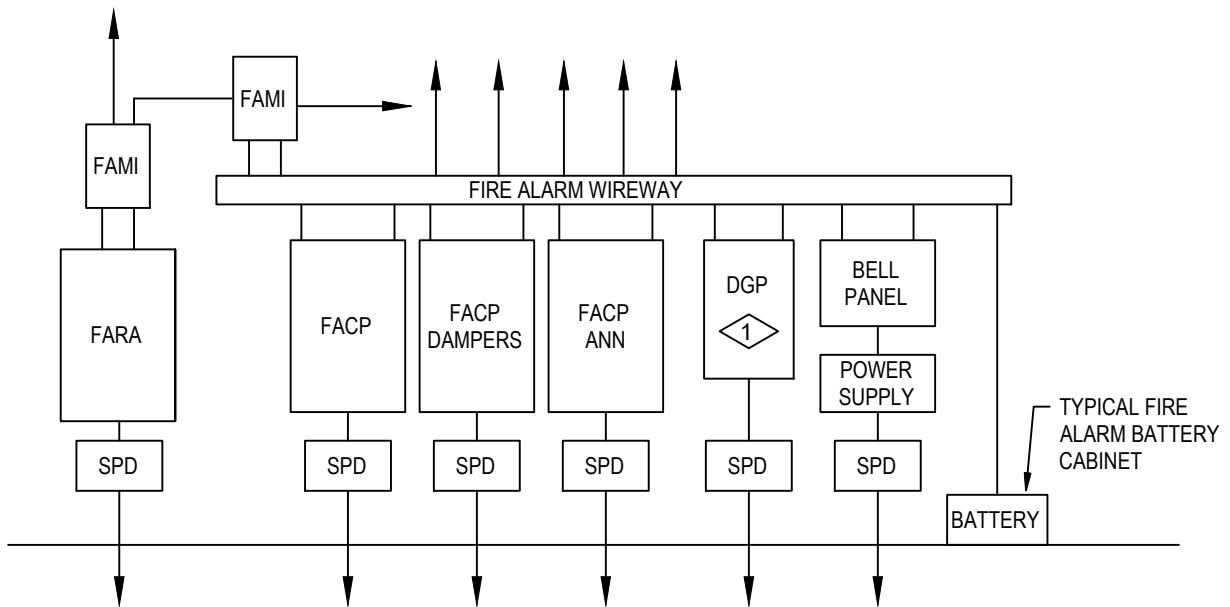 FAMI
FAMI
FIRE ALARM WIREWAY
FARA
FACP
FACP
DAMPERS
FACP
ANN
DGP
1
BELL
PANEL
POWER
SUPPLY
TYPICAL FIRE
ALARM BATTERY
CABINET
SPD
SPD
SPD
SPD
SPD
SPD
BATTERY